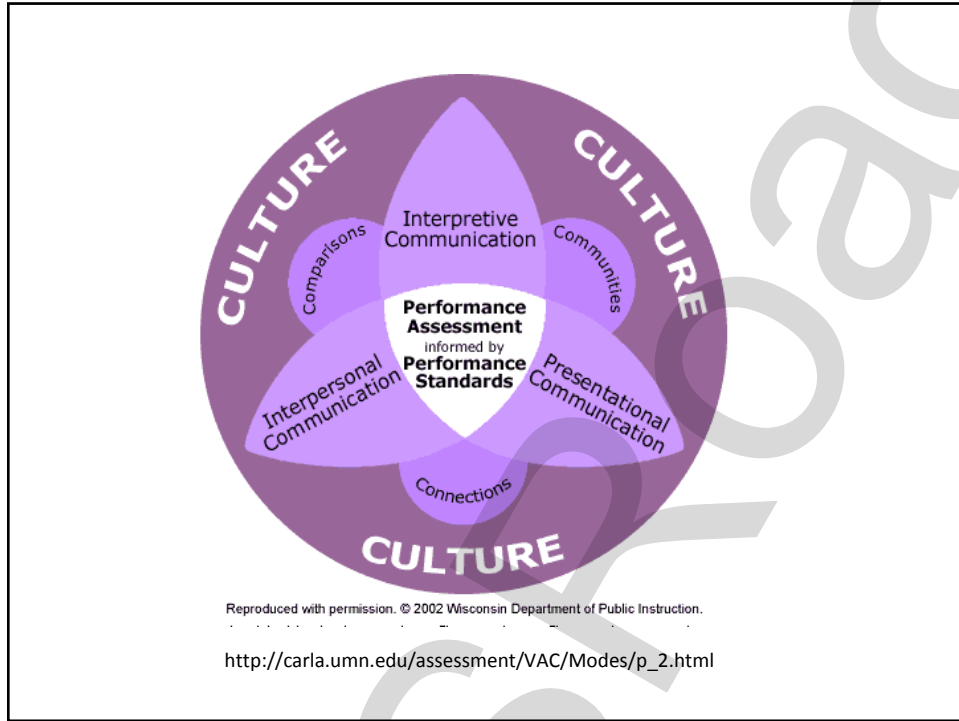 CULTURE
CULTURE
Interpretive
Communication
Comparisons
Communities
Performance
Assessment
informed by
Performance
Standards
Interpersonal
Communication
Presentational
Communication
Connections
CULTURE
Reproduced with permission. © 2002 Wisconsin Department of Public Instruction.
http://carla.umn.edu/assessment/VAC/Modes/p_2.html